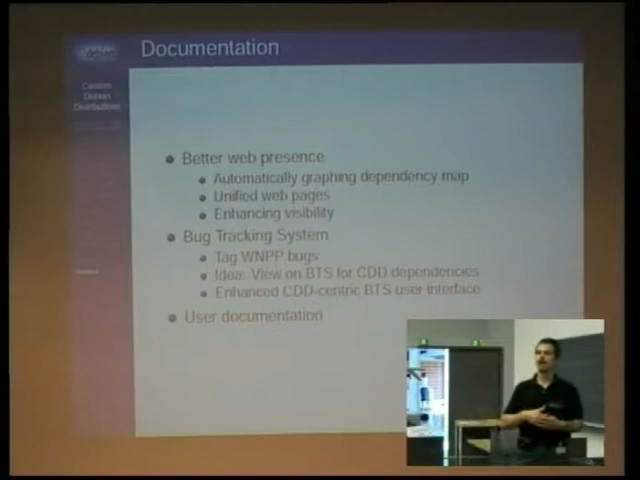 debian
Documentation
Custom
Debian
Distributions
Better web presence
Automatically graphing dependency map
Unified web pages
Enhancing visibility
Bug Tracking System
Tag WNPP bugs
Idea: View on BTS for CDD dependencies
Enhanced CDD-centric BTS user interface
User documentation